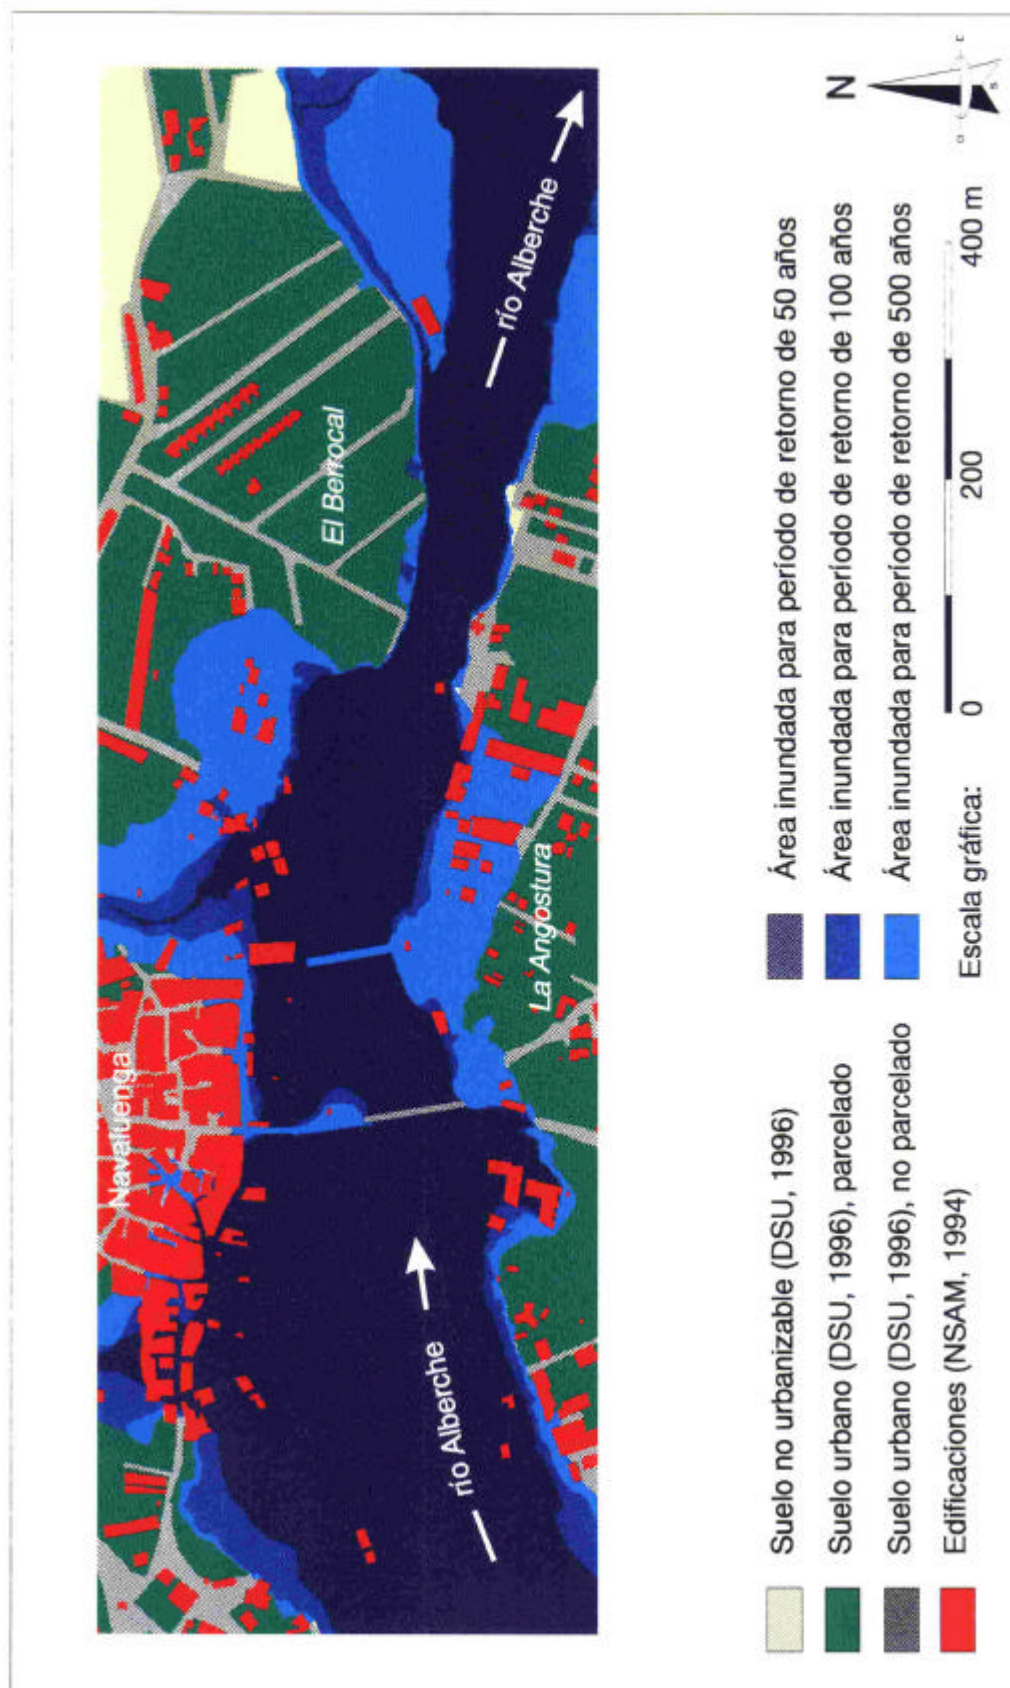 Navaluenga
El Berrocal
La Angostura
río Alberche
río Alberche
Suelo no urbanizable (DSU, 1996)
Suelo urbano (DSU, 1996), parcelado
Suelo urbano (DSU, 1996), no parcelado
Edificaciones (NSAM, 1994)
Área inundada para período de retorno de 50 años
Área inundada para período de retorno de 100 años
Área inundada para período de retorno de 500 años
Escala gráfica:
0 200 400 m
N
O
E
S